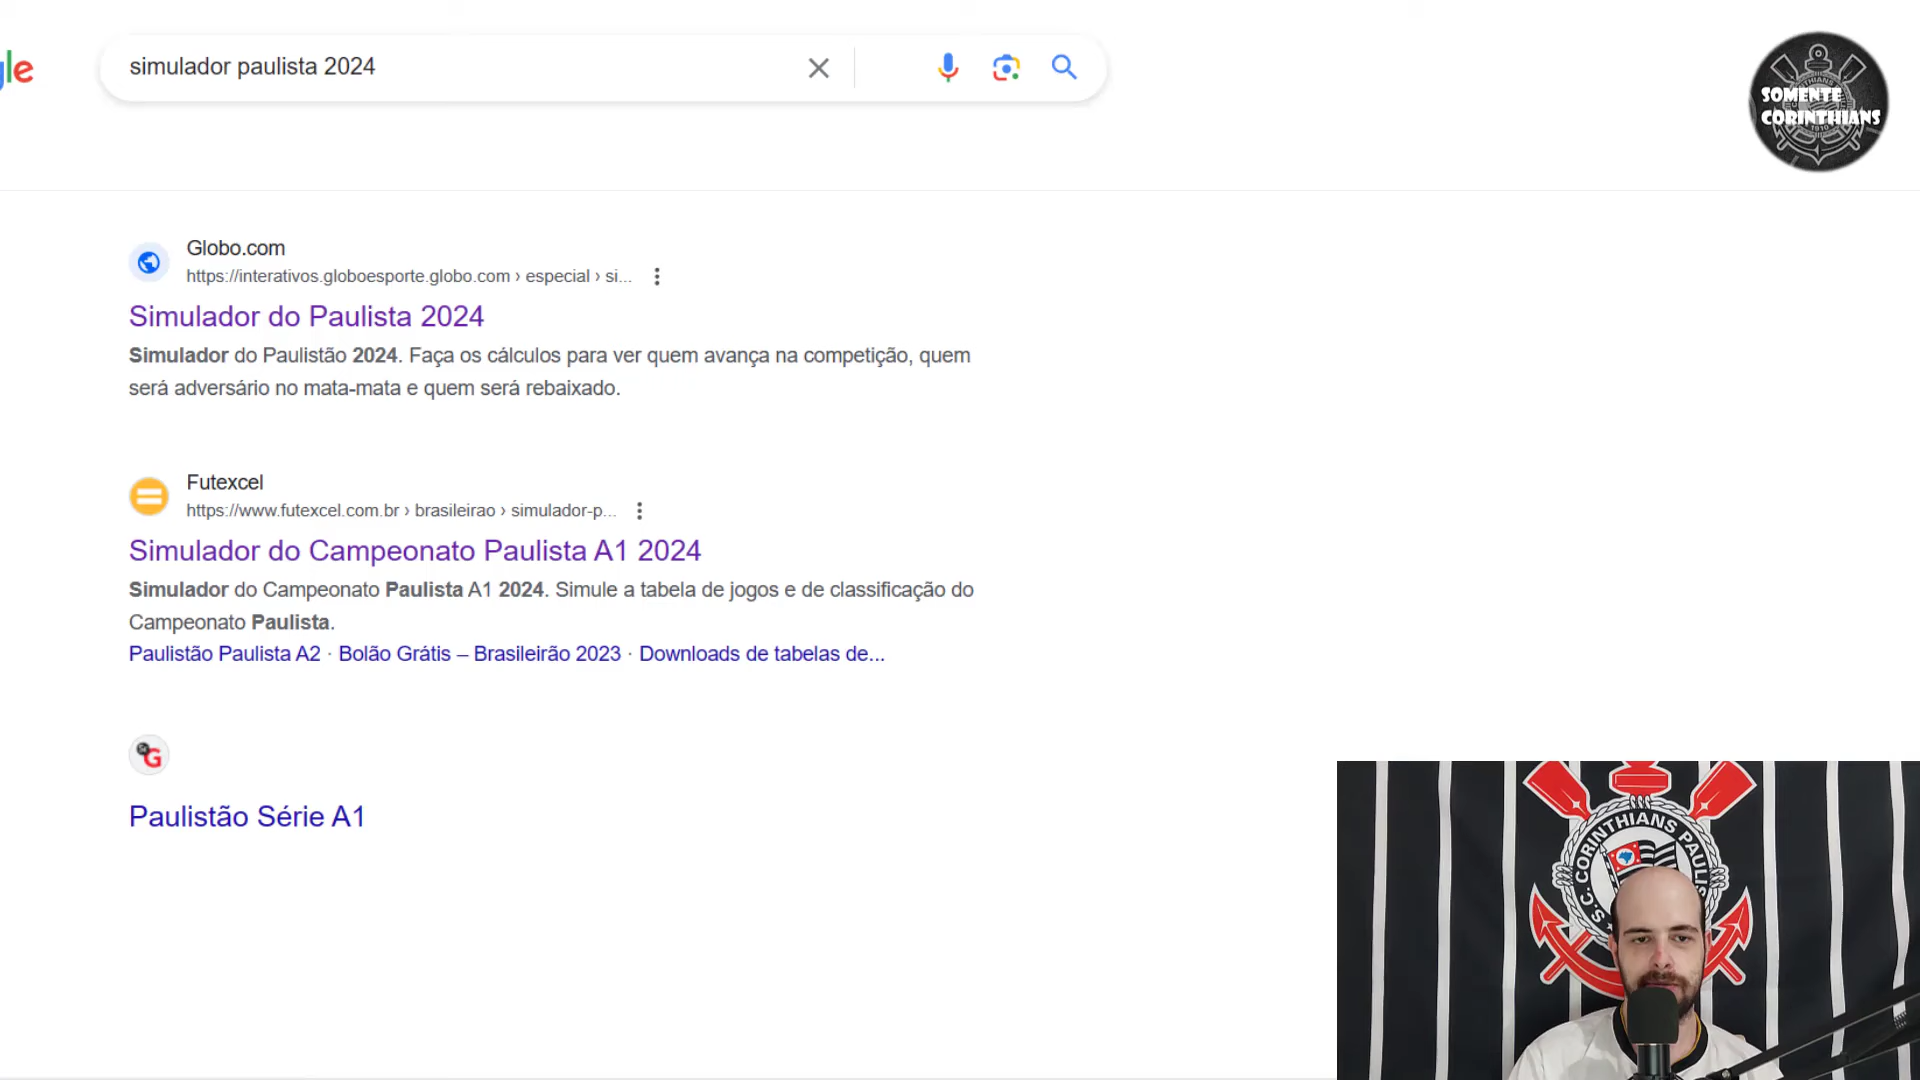 gle
simulador paulista 2024
SOMENTE
CORINTHIANS
1910
Globo.com
https://interativos.globoesporte.globo.com › especial › si...
Simulador do Paulista 2024
Simulador do Paulistão 2024. Faça os cálculos para ver quem avança na competição, quem
será adversário no mata-mata e quem será rebaixado.
Futexcel
https://www.futexcel.com.br › brasileirao › simulador-p...
Simulador do Campeonato Paulista A1 2024
Simulador do Campeonato Paulista A1 2024. Simule a tabela de jogos e de classificação do
Campeonato Paulista.
Paulistão Paulista A2 · Bolão Grátis – Brasileirão 2023 · Downloads de tabelas de...
G
Paulistão Série A1
S.C. CORINTHIANS PAULIS